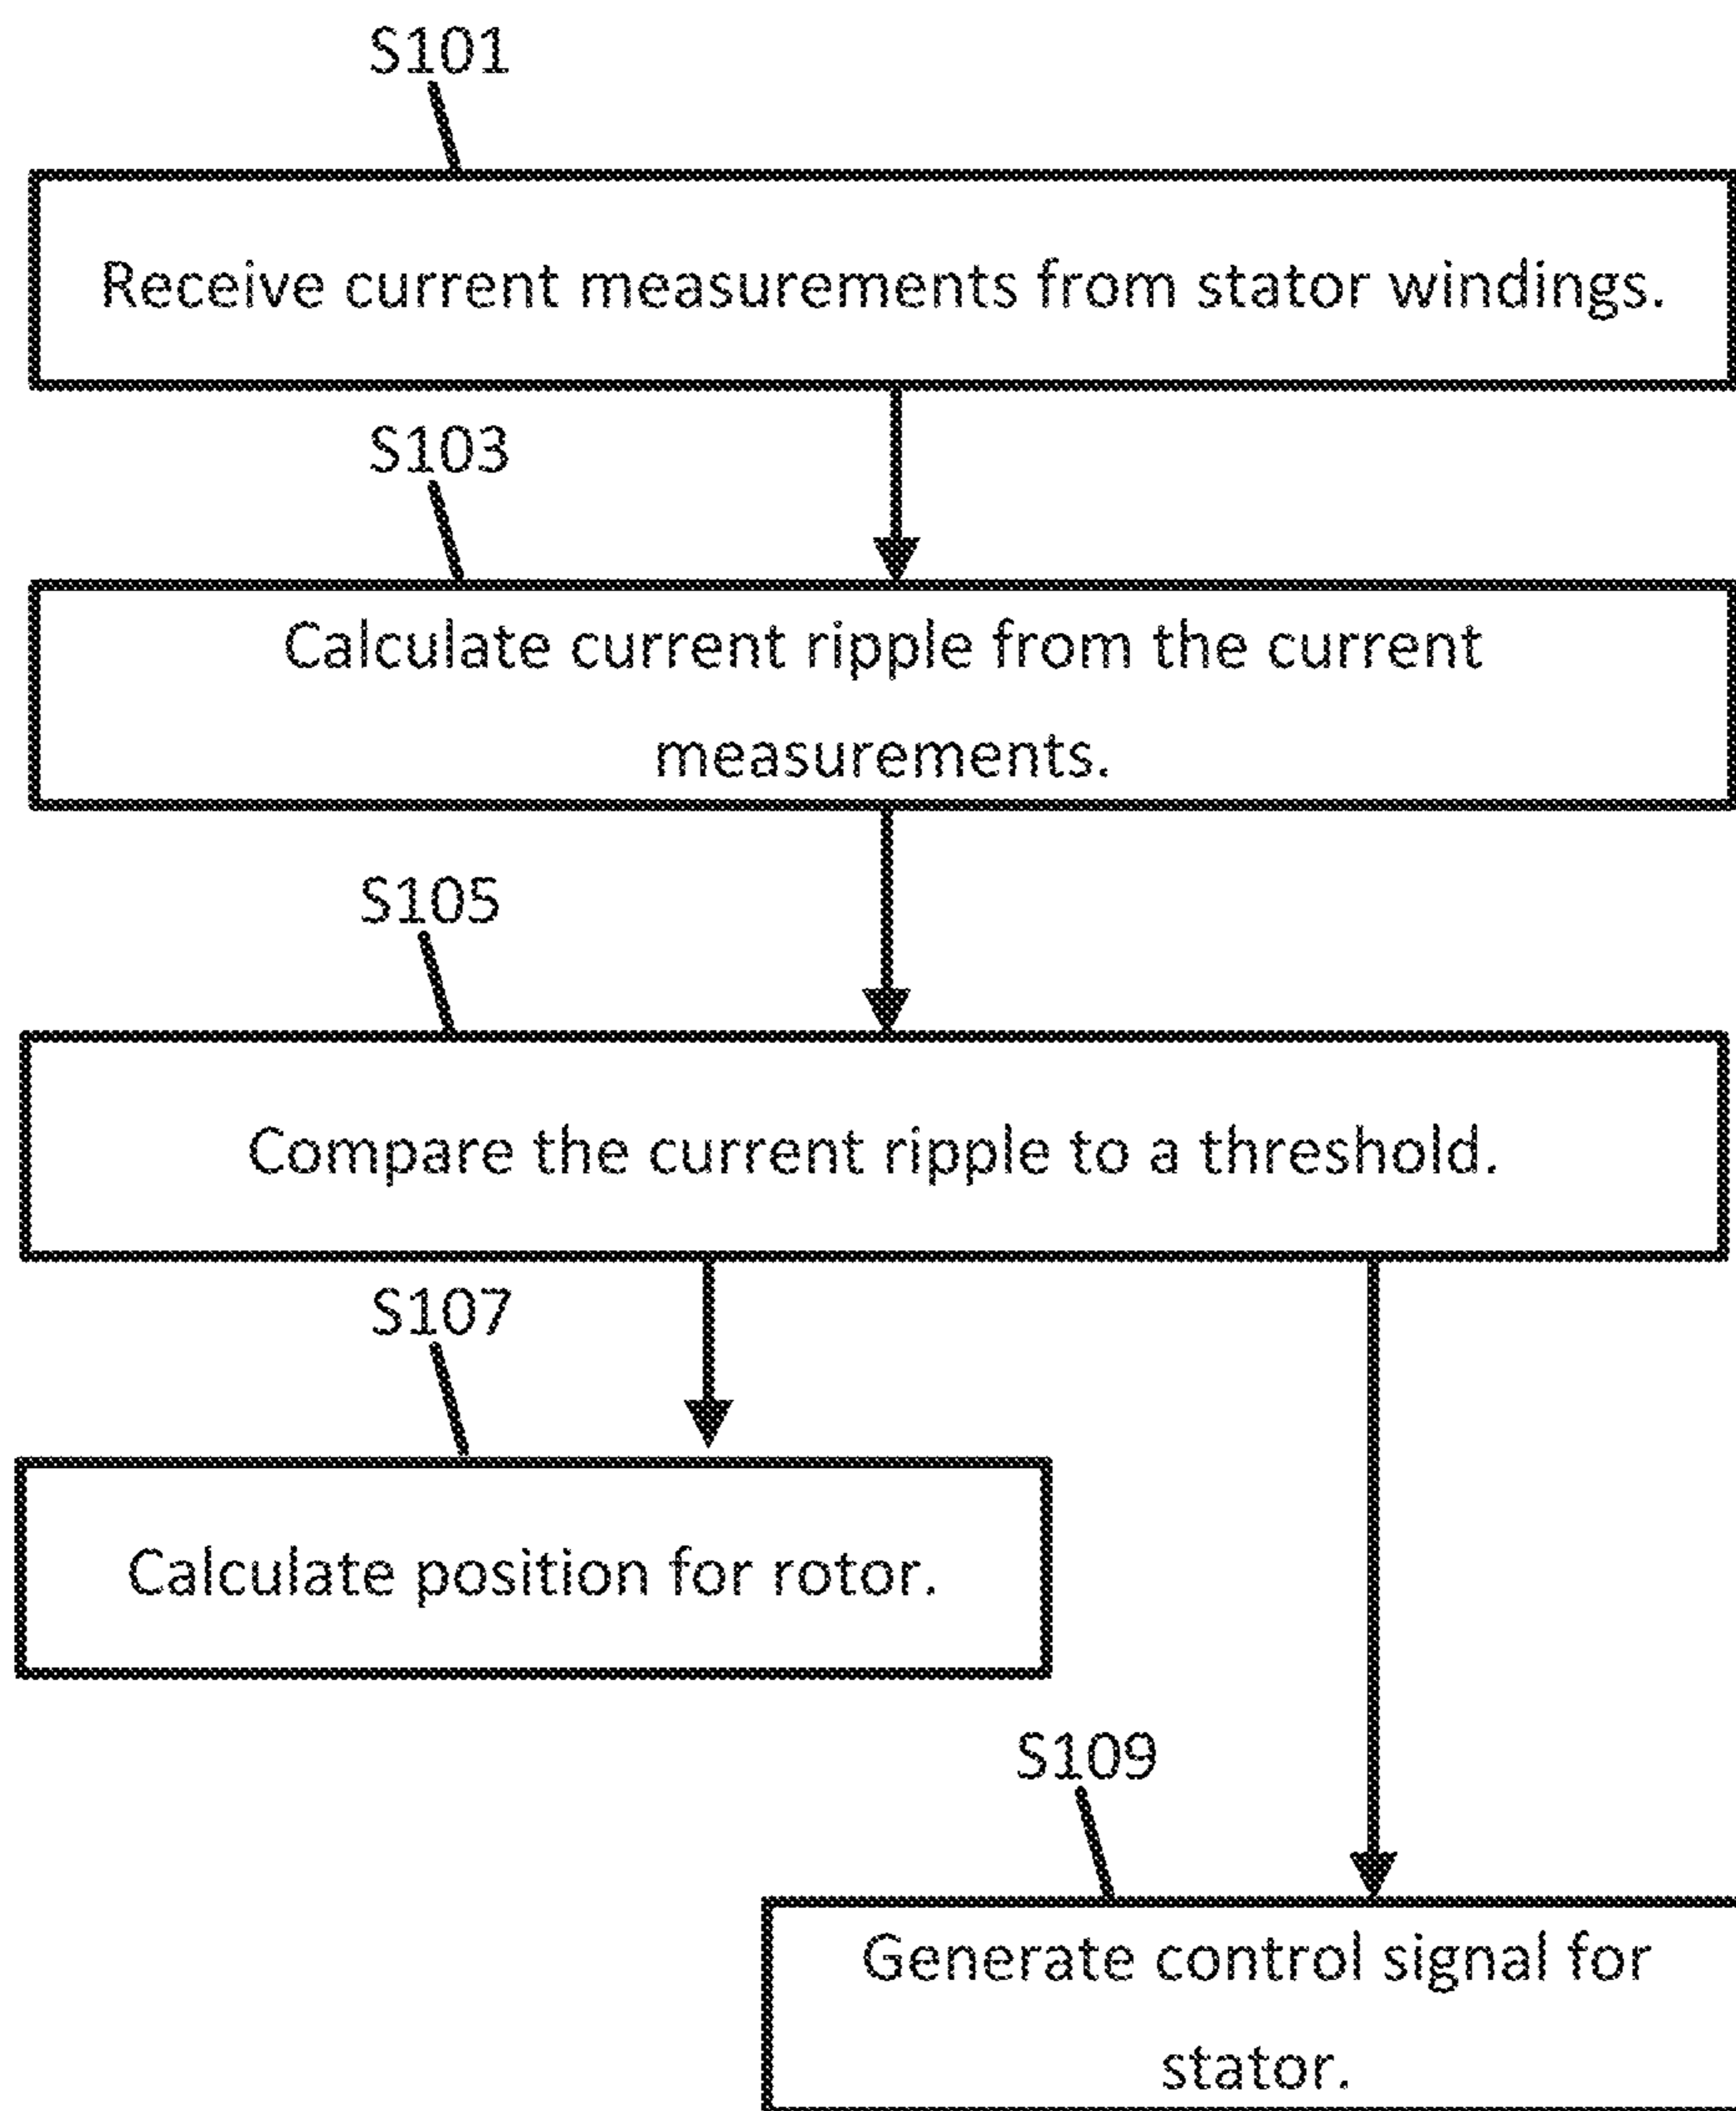 S101
Receive current measurements from stator windings.
S103
Calculate current ripple from the current
measurements.
S105
Compare the current ripple to a threshold.
S107
Calculate position for rotor.
S109
Generate control signal for
stator.